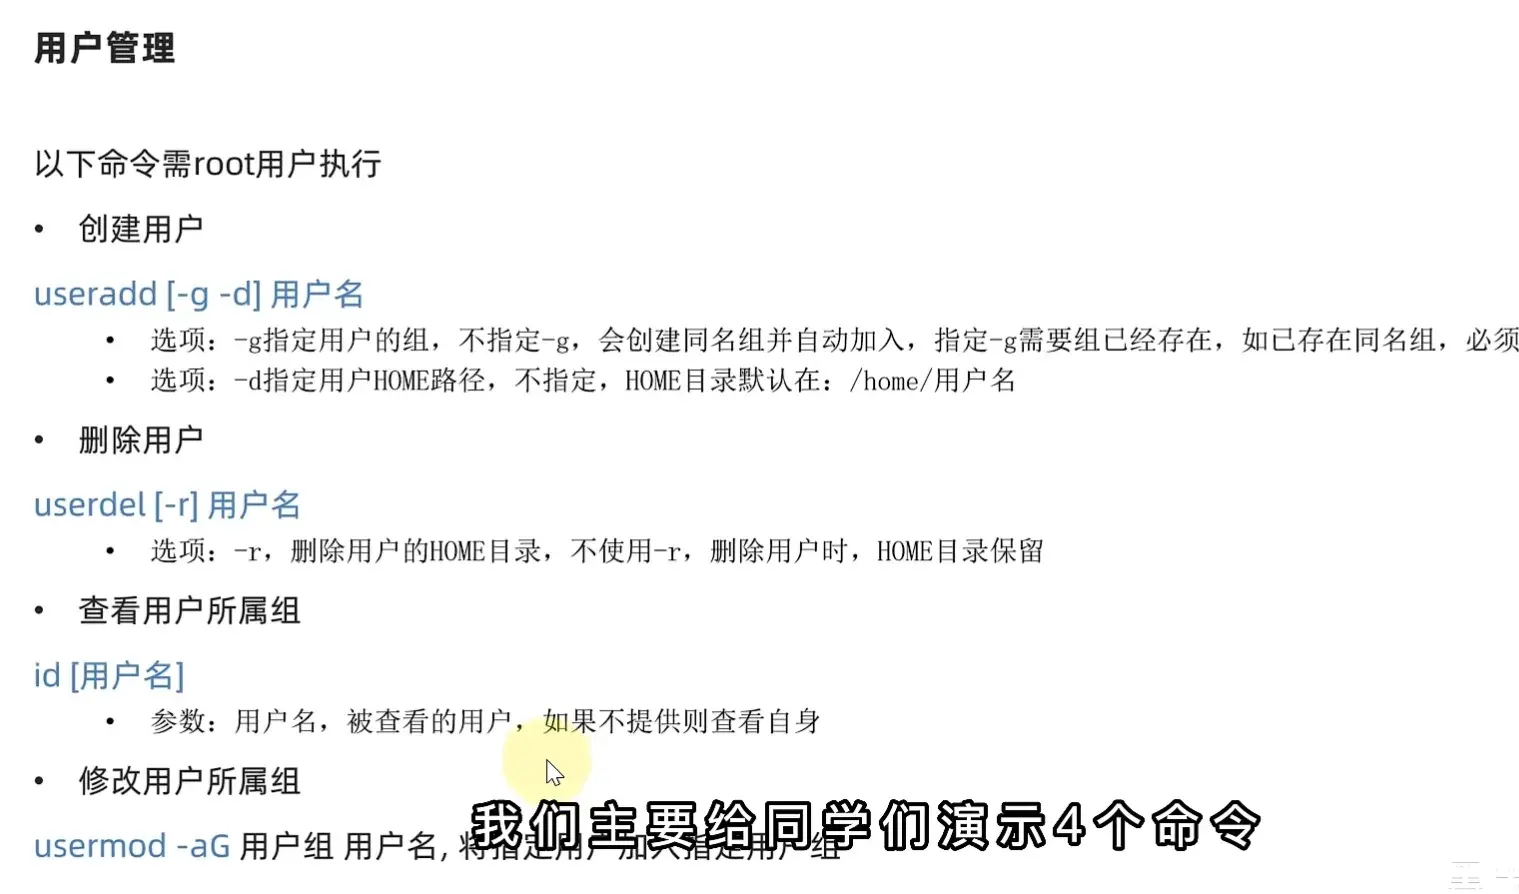 用户管理
以下命令需root用户执行
• 创建用户
useradd [-g -d] 用户名
• 选项：-g指定用户的组，不指定-g，会创建同名组并自动加入，指定-g需要组已经存在，如已存在同名组，必须
• 选项：-d指定用户HOME路径，不指定，HOME目录默认在：/home/用户名
• 删除用户
userdel [-r] 用户名
• 选项：-r，删除用户的HOME目录，不使用-r，删除用户时，HOME目录保留
• 查看用户所属组
id [用户名]
• 参数：用户名，被查看的用户，如果不提供则查看自身
• 修改用户所属组
usermod -aG 用户组 用户名, 将指定用户加入指定用户组
我们主要给同学们演示4个命令